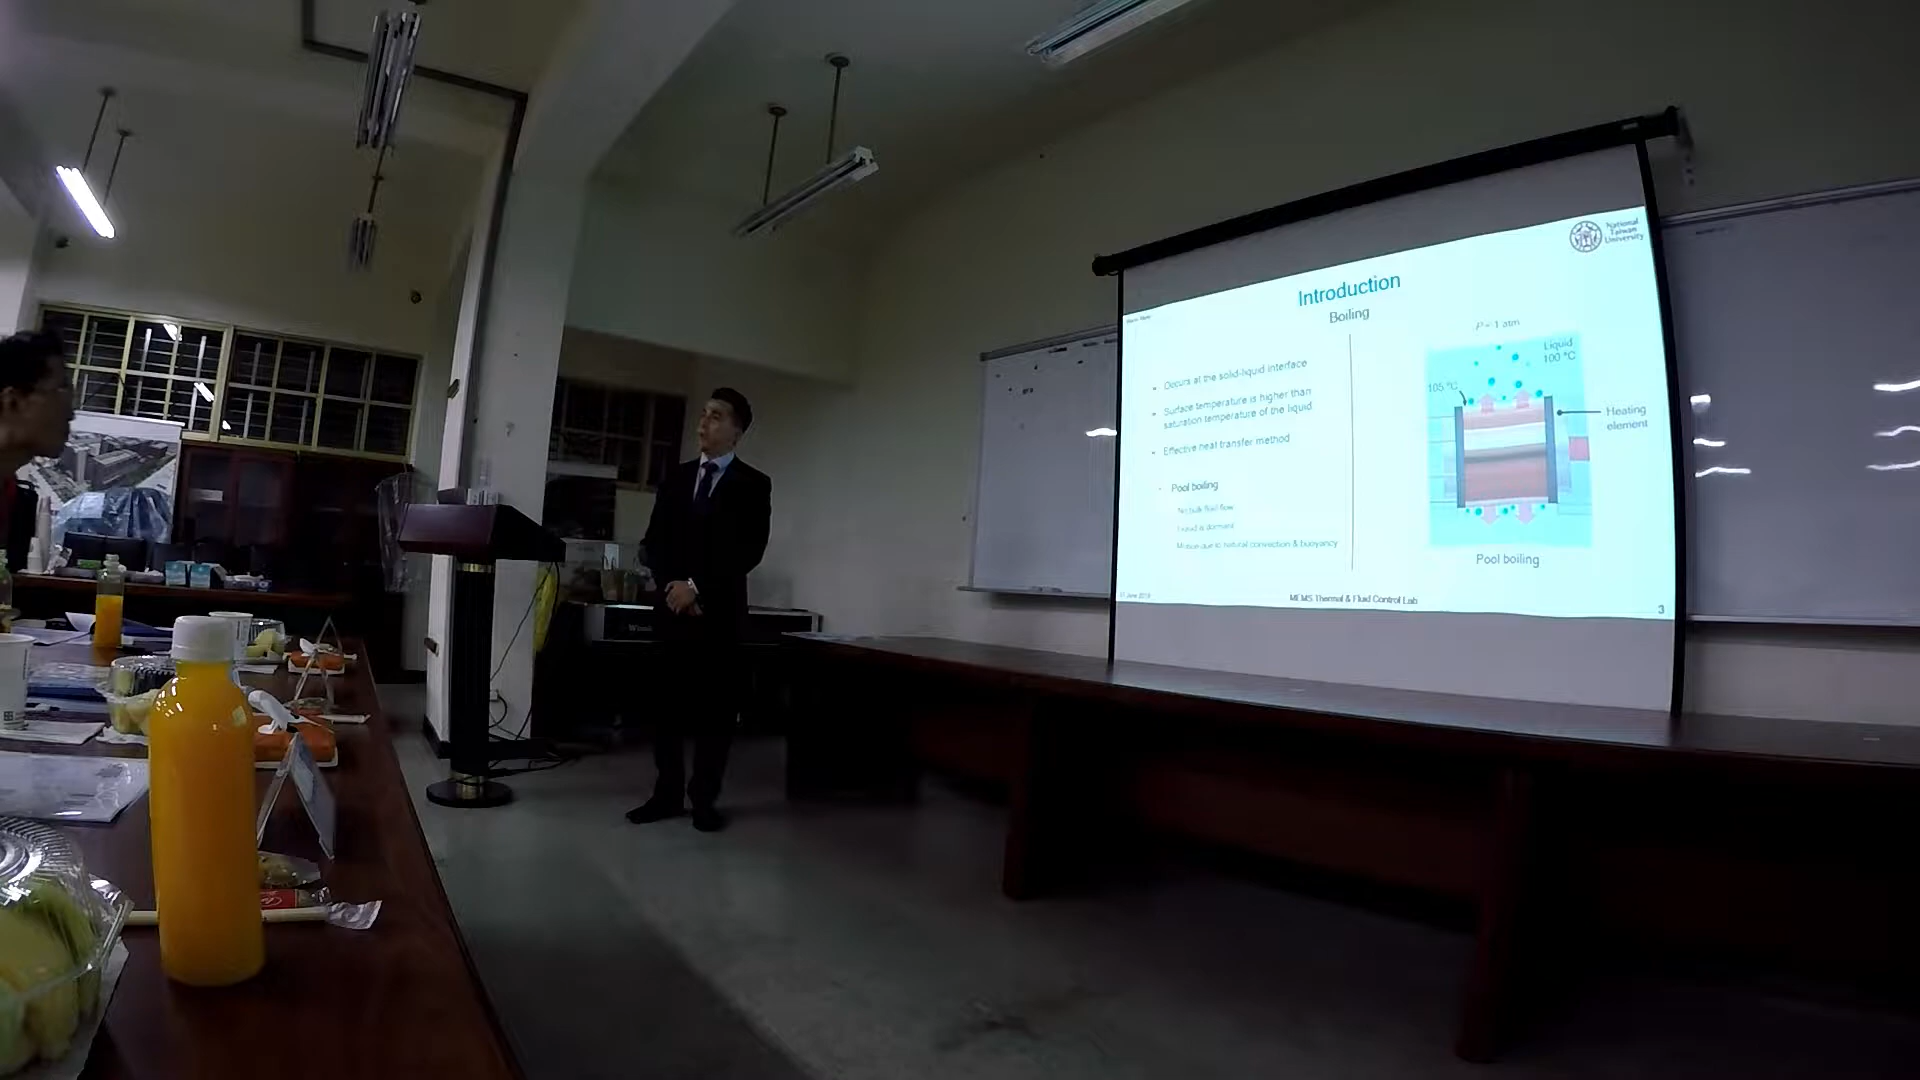 National
Taiwan
University
Introduction
Boiling
Occurs at the solid-liquid interface
Surface temperature is higher than
saturation temperature of the liquid
Effective heat transfer method
Pool boiling
No bulk fluid flow
Liquid is dormant
Motion due to natural convection & buoyancy
P = 1 atm
Liquid
100 °C
105 °C
Heating
element
Pool boiling
MEMS Thermal & Fluid Control Lab
3